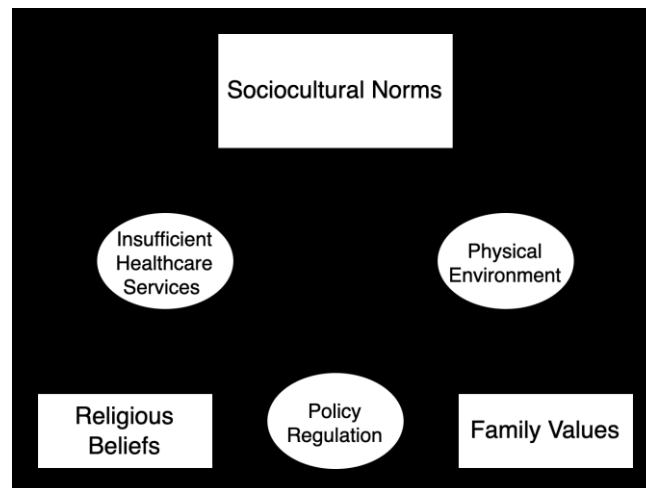 Sociocultural Norms
Insufficient
Healthcare
Services
Physical
Environment
Religious
Beliefs
Policy
Regulation
Family Values